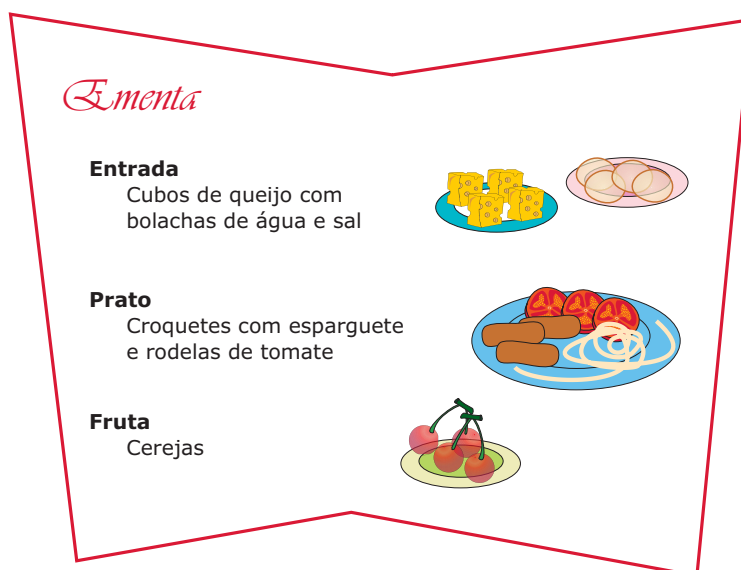 Ementa
Entrada
Cubos de queijo com
bolachas de água e sal
Prato
Croquetes com esparguete
e rodelas de tomate
Fruta
Cerejas